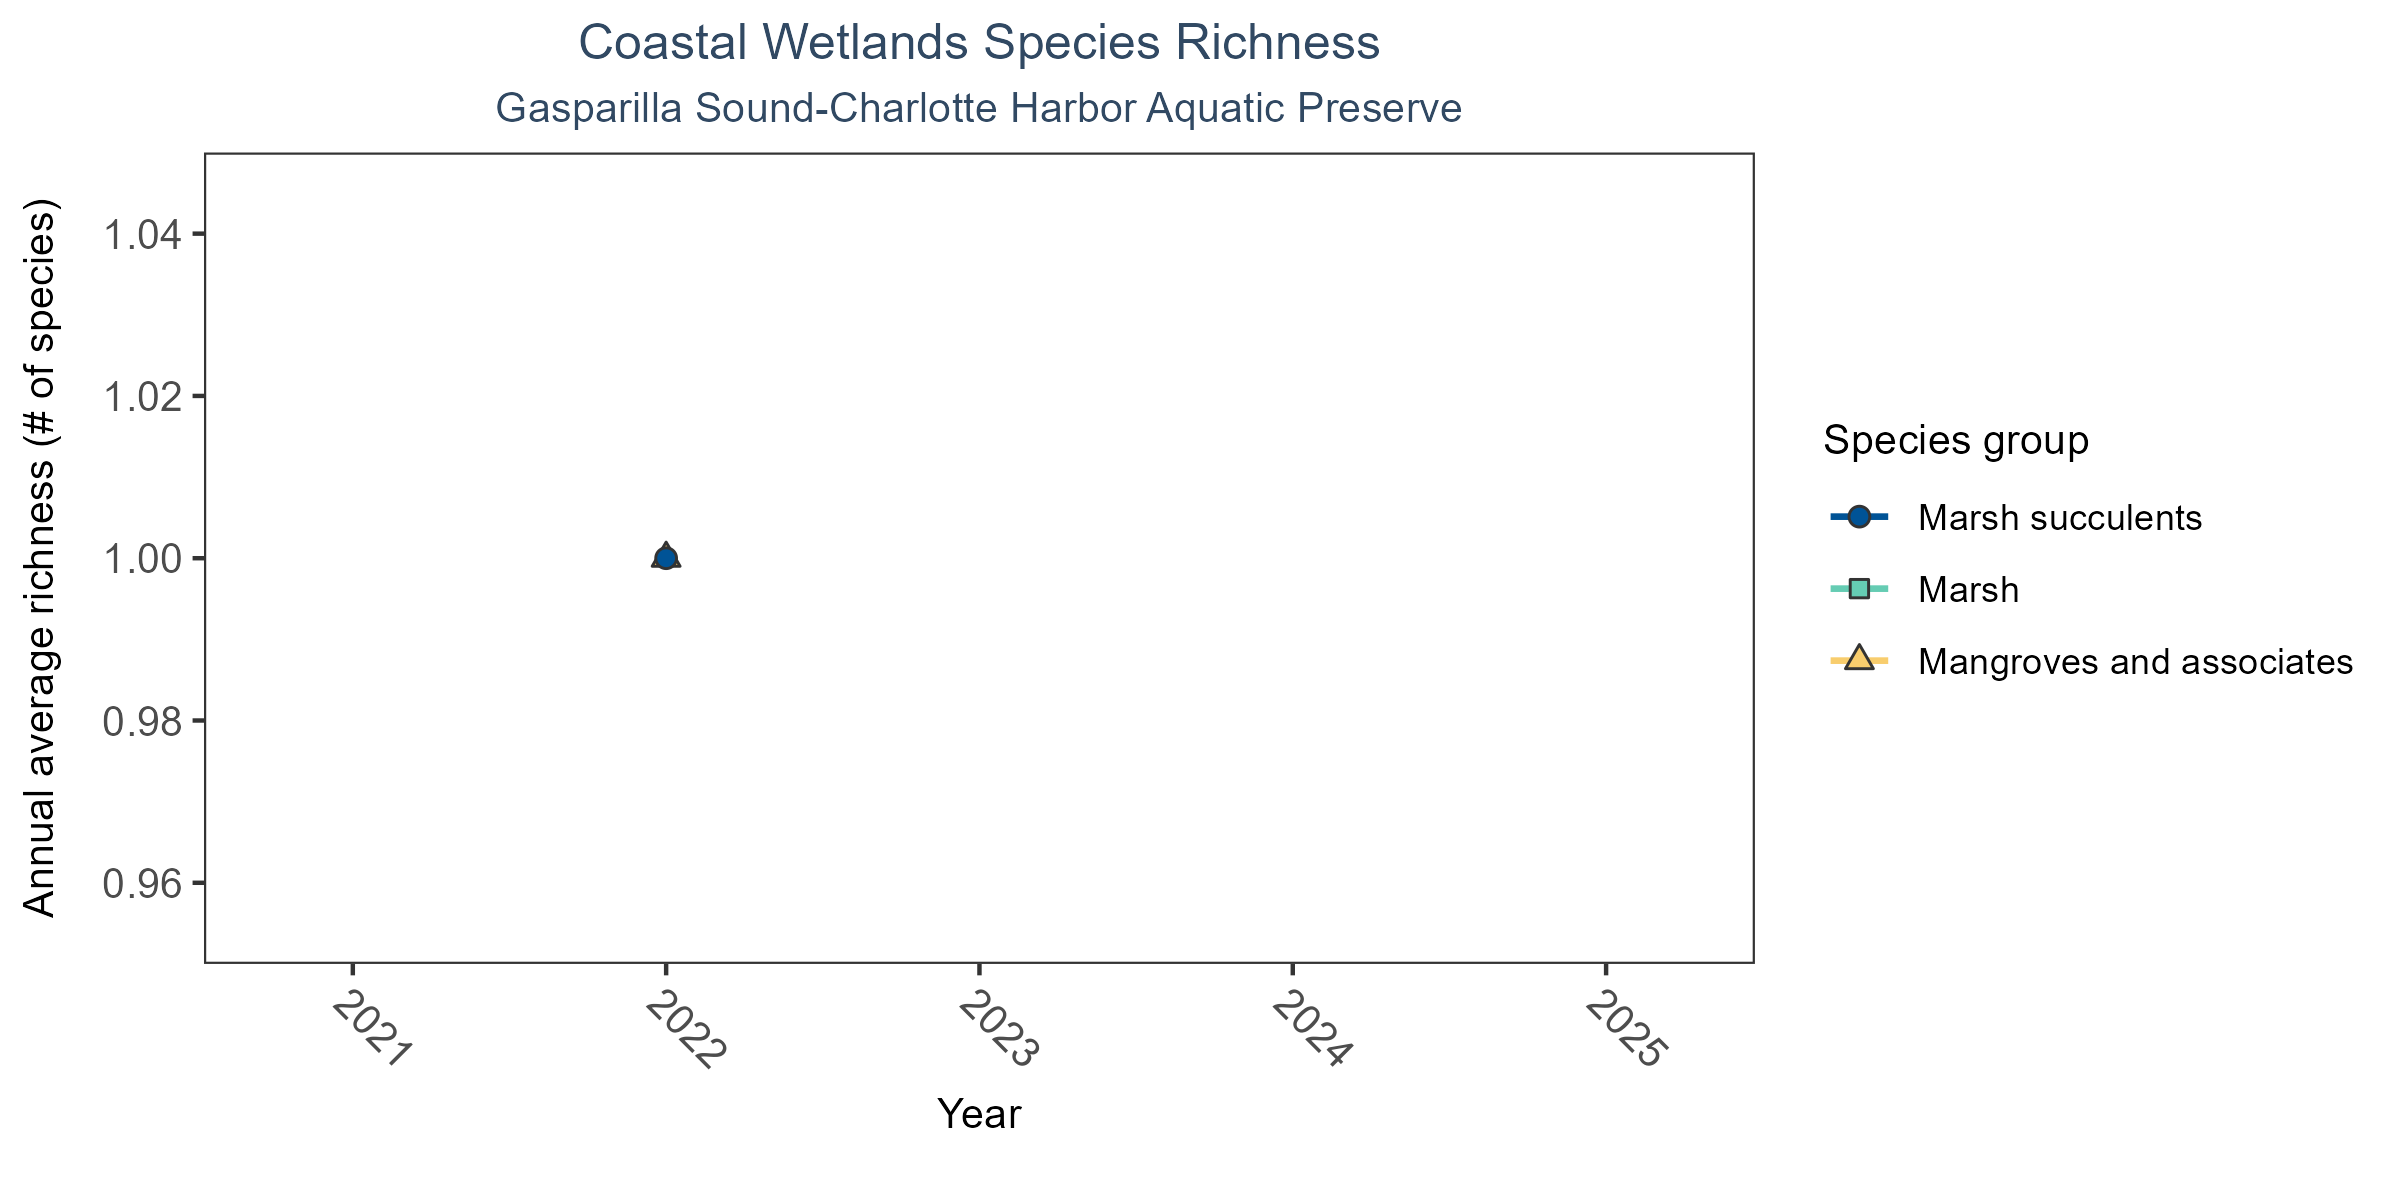 Coastal Wetlands Species Richness
Gasparilla Sound-Charlotte Harbor Aquatic Preserve
Annual average richness (# of species)
1.04
1.02
1.00
0.98
0.96
2021
2022
2023
2024
2025
Year
Species group
Marsh succulents
Marsh
Mangroves and associates